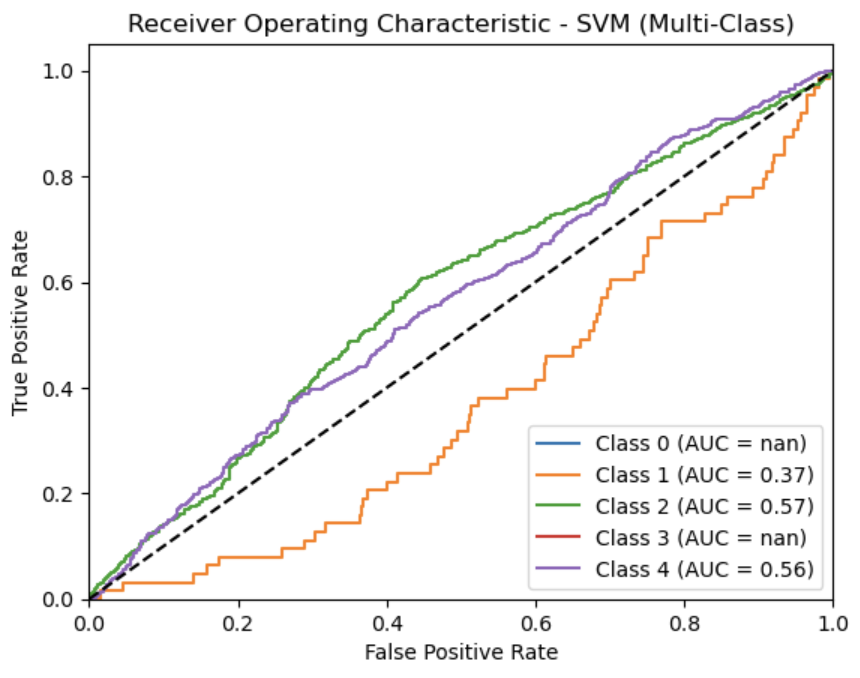 Receiver Operating Characteristic - SVM (Multi-Class)
1.0
0.8
0.6
0.4
0.2
0.0
True Positive Rate
Class 0 (AUC = nan)
Class 1 (AUC = 0.37)
Class 2 (AUC = 0.57)
Class 3 (AUC = nan)
Class 4 (AUC = 0.56)
0.0 0.2 0.4 0.6 0.8 1.0
False Positive Rate